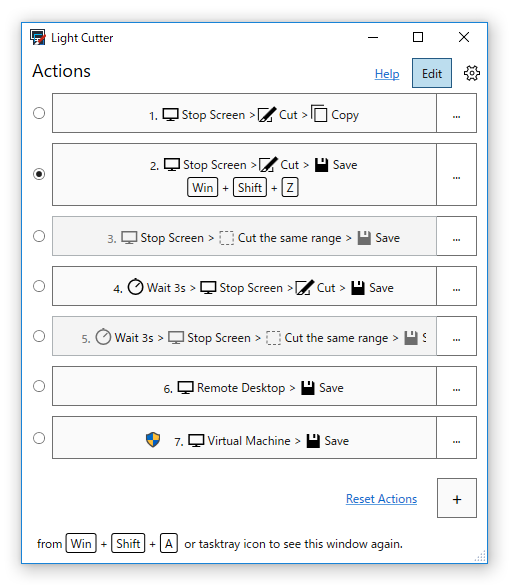 Light Cutter
Actions
Help
Edit
1. Stop Screen > Cut > Copy
...
2. Stop Screen > Cut > Save
Win + Shift + Z
...
3. Stop Screen > Cut the same range > Save
...
4. Wait 3s > Stop Screen > Cut > Save
...
5. Wait 3s > Stop Screen > Cut the same range > S
...
6. Remote Desktop > Save
...
7. Virtual Machine > Save
...
Reset Actions
+
from Win + Shift + A or tasktray icon to see this window again.